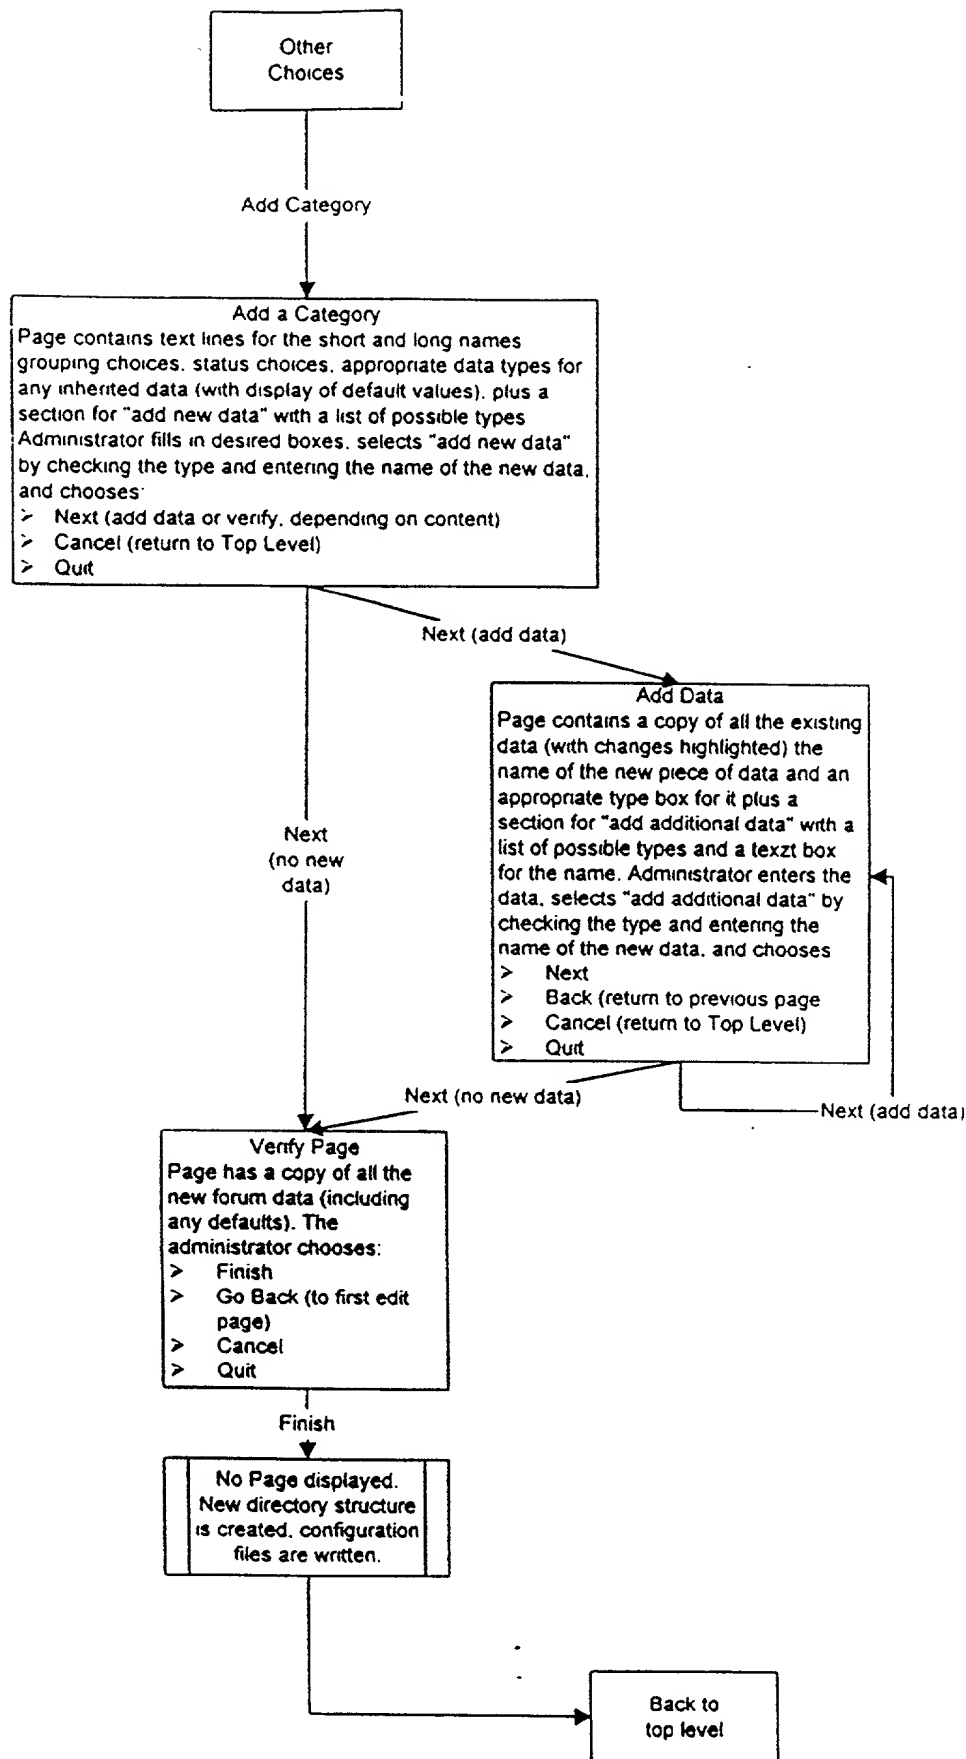 Other
Choices
Add Category
Add a Category
Page contains text lines for the short and long names
grouping choices, status choices, appropriate data types for
any inherited data (with display of default values), plus a
section for "add new data" with a list of possible types
Administrator fills in desired boxes, selects "add new data"
by checking the type and entering the name of the new data,
and chooses:
➢ Next (add data or verify, depending on content)
➢ Cancel (return to Top Level)
➢ Quit
Next (add data)
Add Data
Page contains a copy of all the existing
data (with changes highlighted) the
name of the new piece of data and an
appropriate type box for it plus a
section for "add additional data" with a
list of possible types and a texzt box
for the name. Administrator enters the
data, selects "add additional data" by
checking the type and entering the
name of the new data, and chooses
➢ Next
➢ Back (return to previous page
➢ Cancel (return to Top Level)
➢ Quit
Next
(no new
data)
Next (no new data)
Next (add data)
Verify Page
Page has a copy of all the
new forum data (including
any defaults). The
administrator chooses:
➢ Finish
➢ Go Back (to first edit
page)
➢ Cancel
➢ Quit
Finish
No Page displayed.
New directory structure
is created, configuration
files are written.
Back to
top level